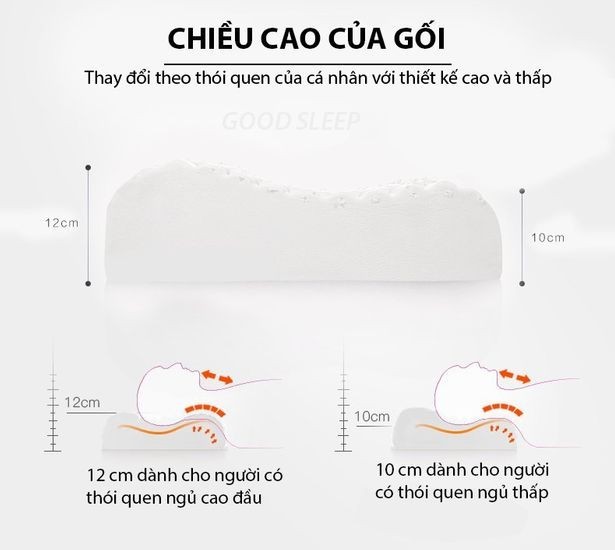 CHIỀU CAO CỦA GỐI
Thay đổi theo thói quen của cá nhân với thiết kế cao và thấp
GOOD SLEEP
12cm
10cm
12cm
10cm
12 cm dành cho người có
thói quen ngủ cao đầu
10 cm dành cho người
có thói quen ngủ thấp